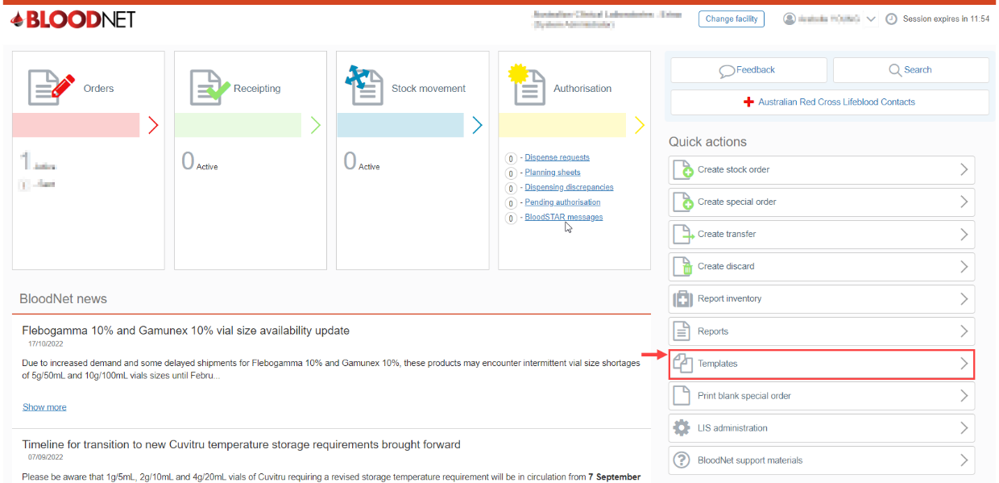 BLOODNET
Change facility
Session expires in 11:54
Orders
Receipting
Stock movement
Authorisation
1
0 Active
0 Active
0 - Dispense requests
0 - Planning sheets
0 - Dispensing discrepancies
0 - Pending authorisation
0 - BloodSTAR messages
Feedback
Search
Australian Red Cross Lifeblood Contacts
Quick actions
Create stock order
Create special order
Create transfer
Create discard
Report inventory
Reports
Templates
Print blank special order
LIS administration
BloodNet support materials
BloodNet news
Flebogamma 10% and Gamunex 10% vial size availability update
17/10/2022
Due to increased demand and some delayed shipments for Flebogamma 10% and Gamunex 10%, these products may encounter intermittent vial size shortages
of 5g/50mL and 10g/100mL vials sizes until Febru...
Show more
Timeline for transition to new Cuvitru temperature storage requirements brought forward
07/09/2022
Please be aware that 1g/5mL, 2g/10mL and 4g/20mL vials of Cuvitru requiring a revised storage temperature requirement will be in circulation from 7 September